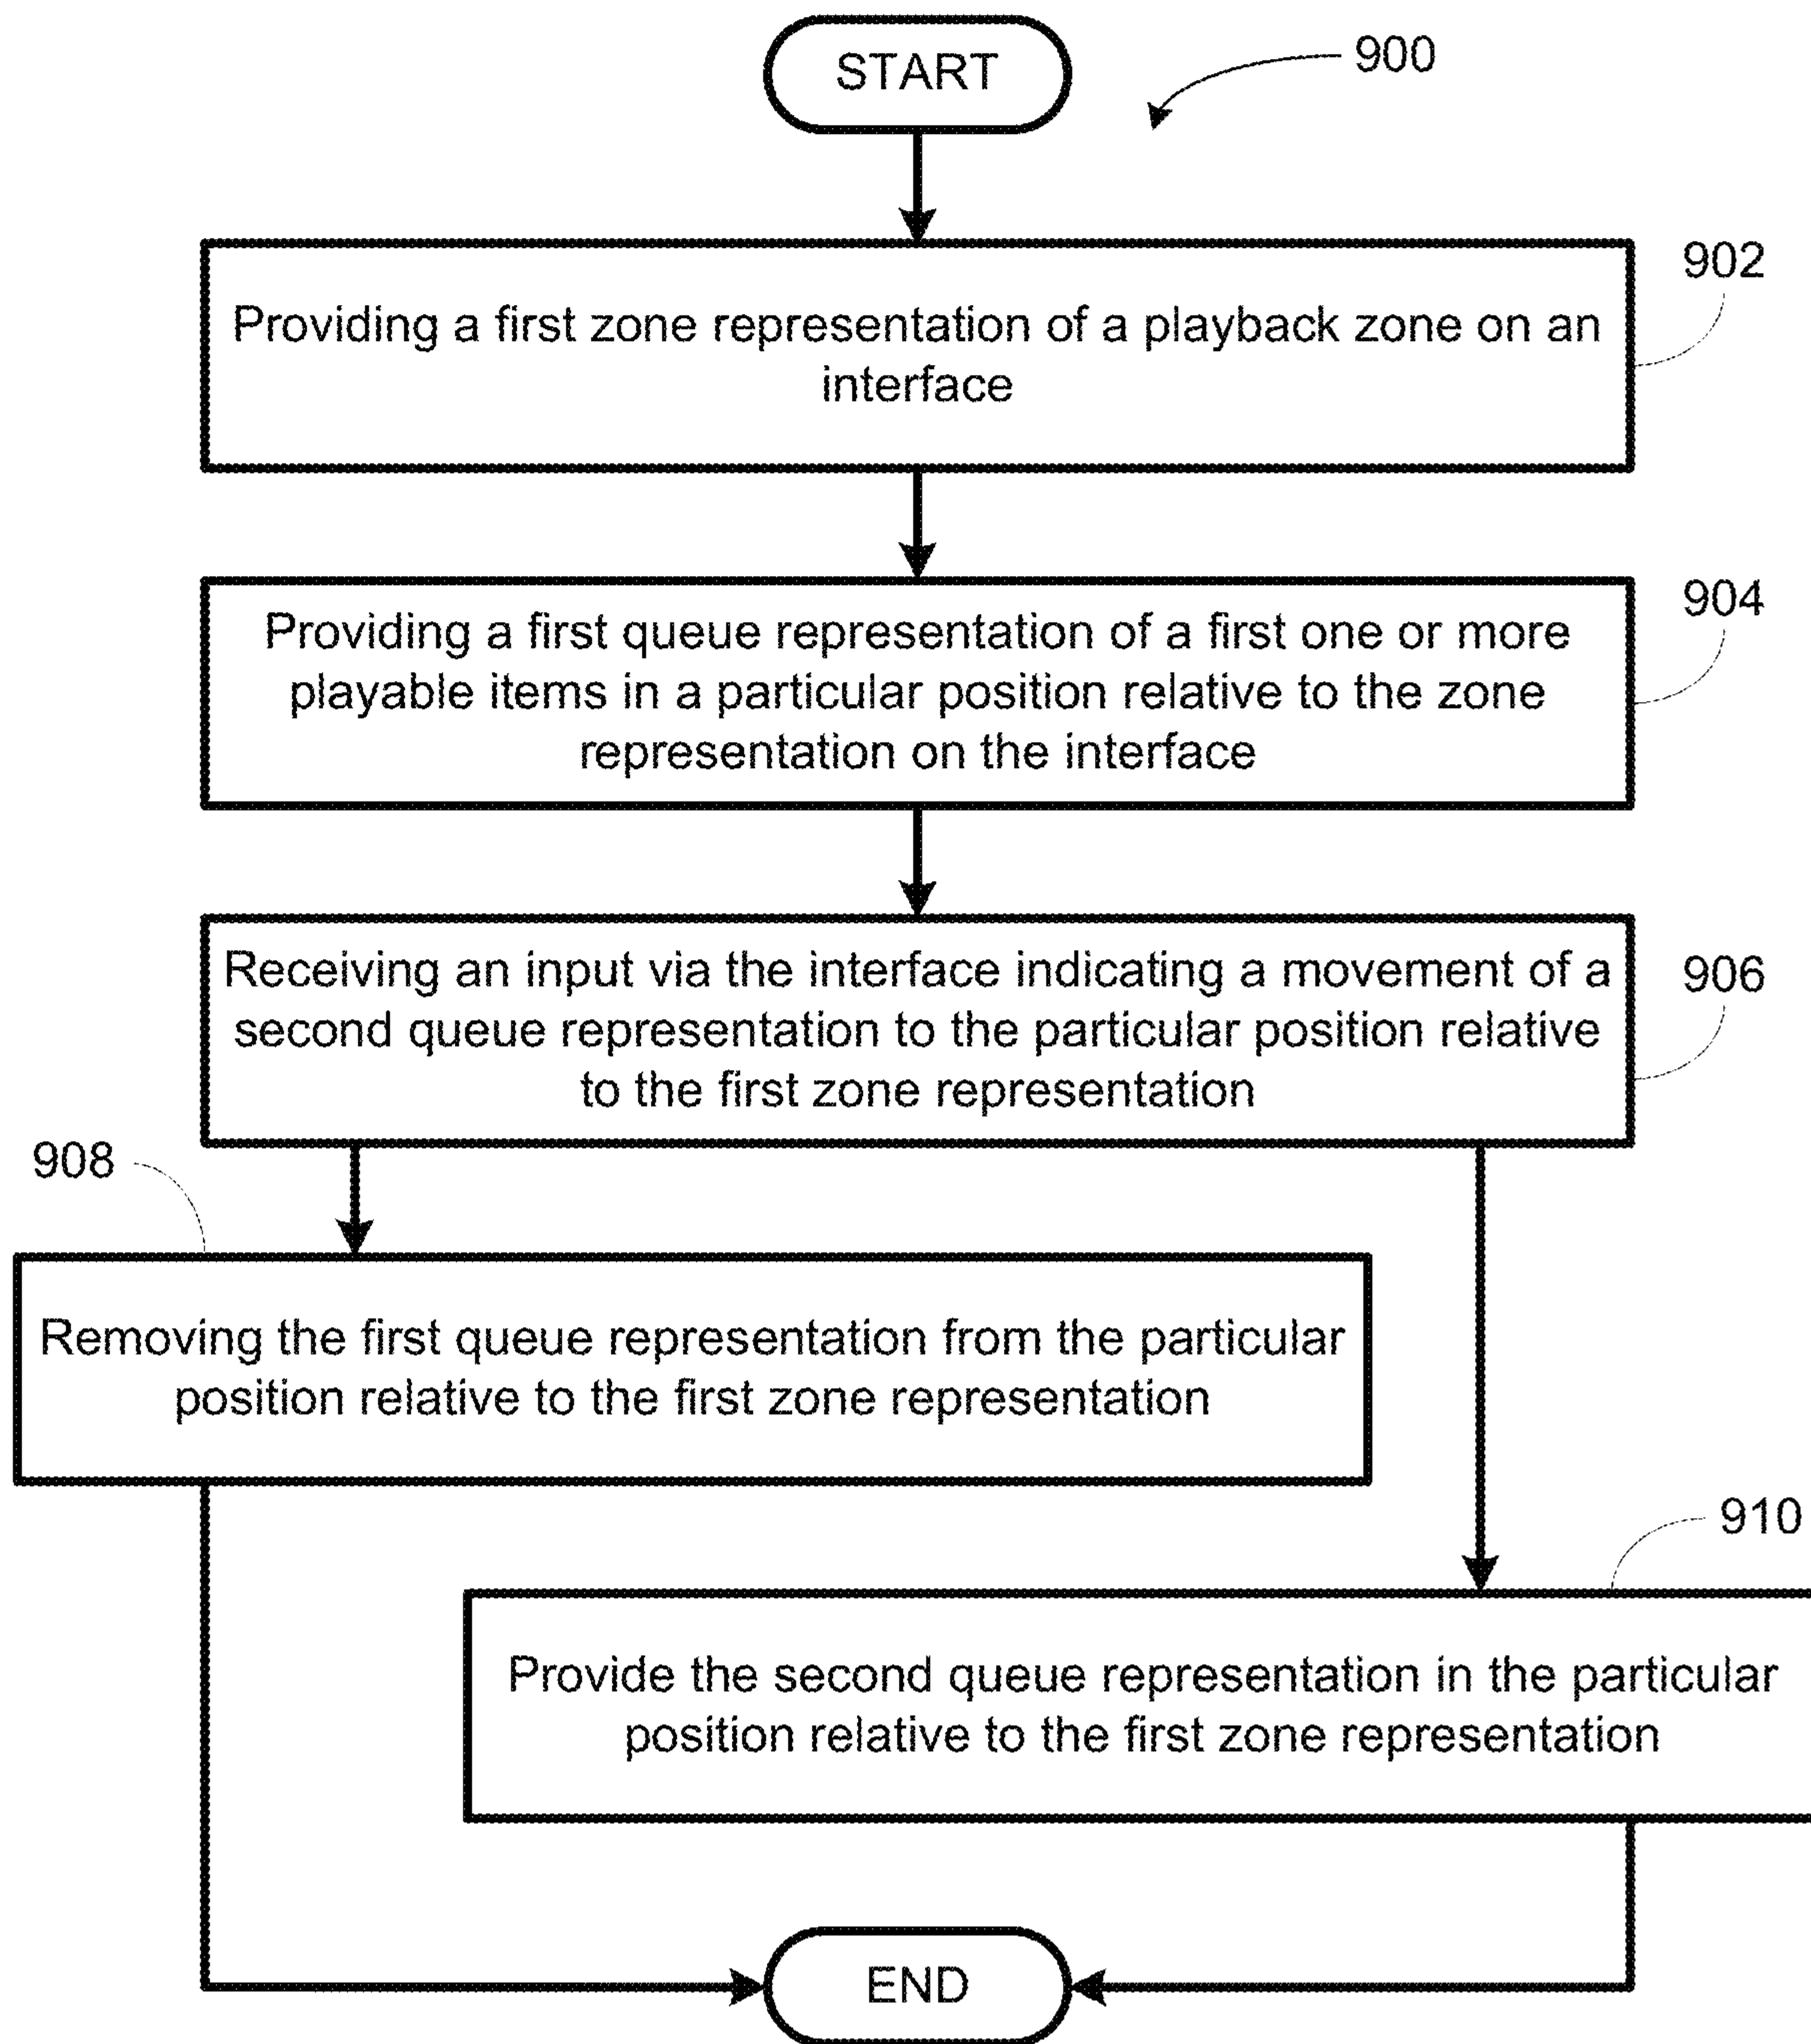 START
900
902
Providing a first zone representation of a playback zone on an
interface
904
Providing a first queue representation of a first one or more
playable items in a particular position relative to the zone
representation on the interface
906
Receiving an input via the interface indicating a movement of a
second queue representation to the particular position relative
to the first zone representation
908
Removing the first queue representation from the particular
position relative to the first zone representation
910
Provide the second queue representation in the particular
position relative to the first zone representation
END